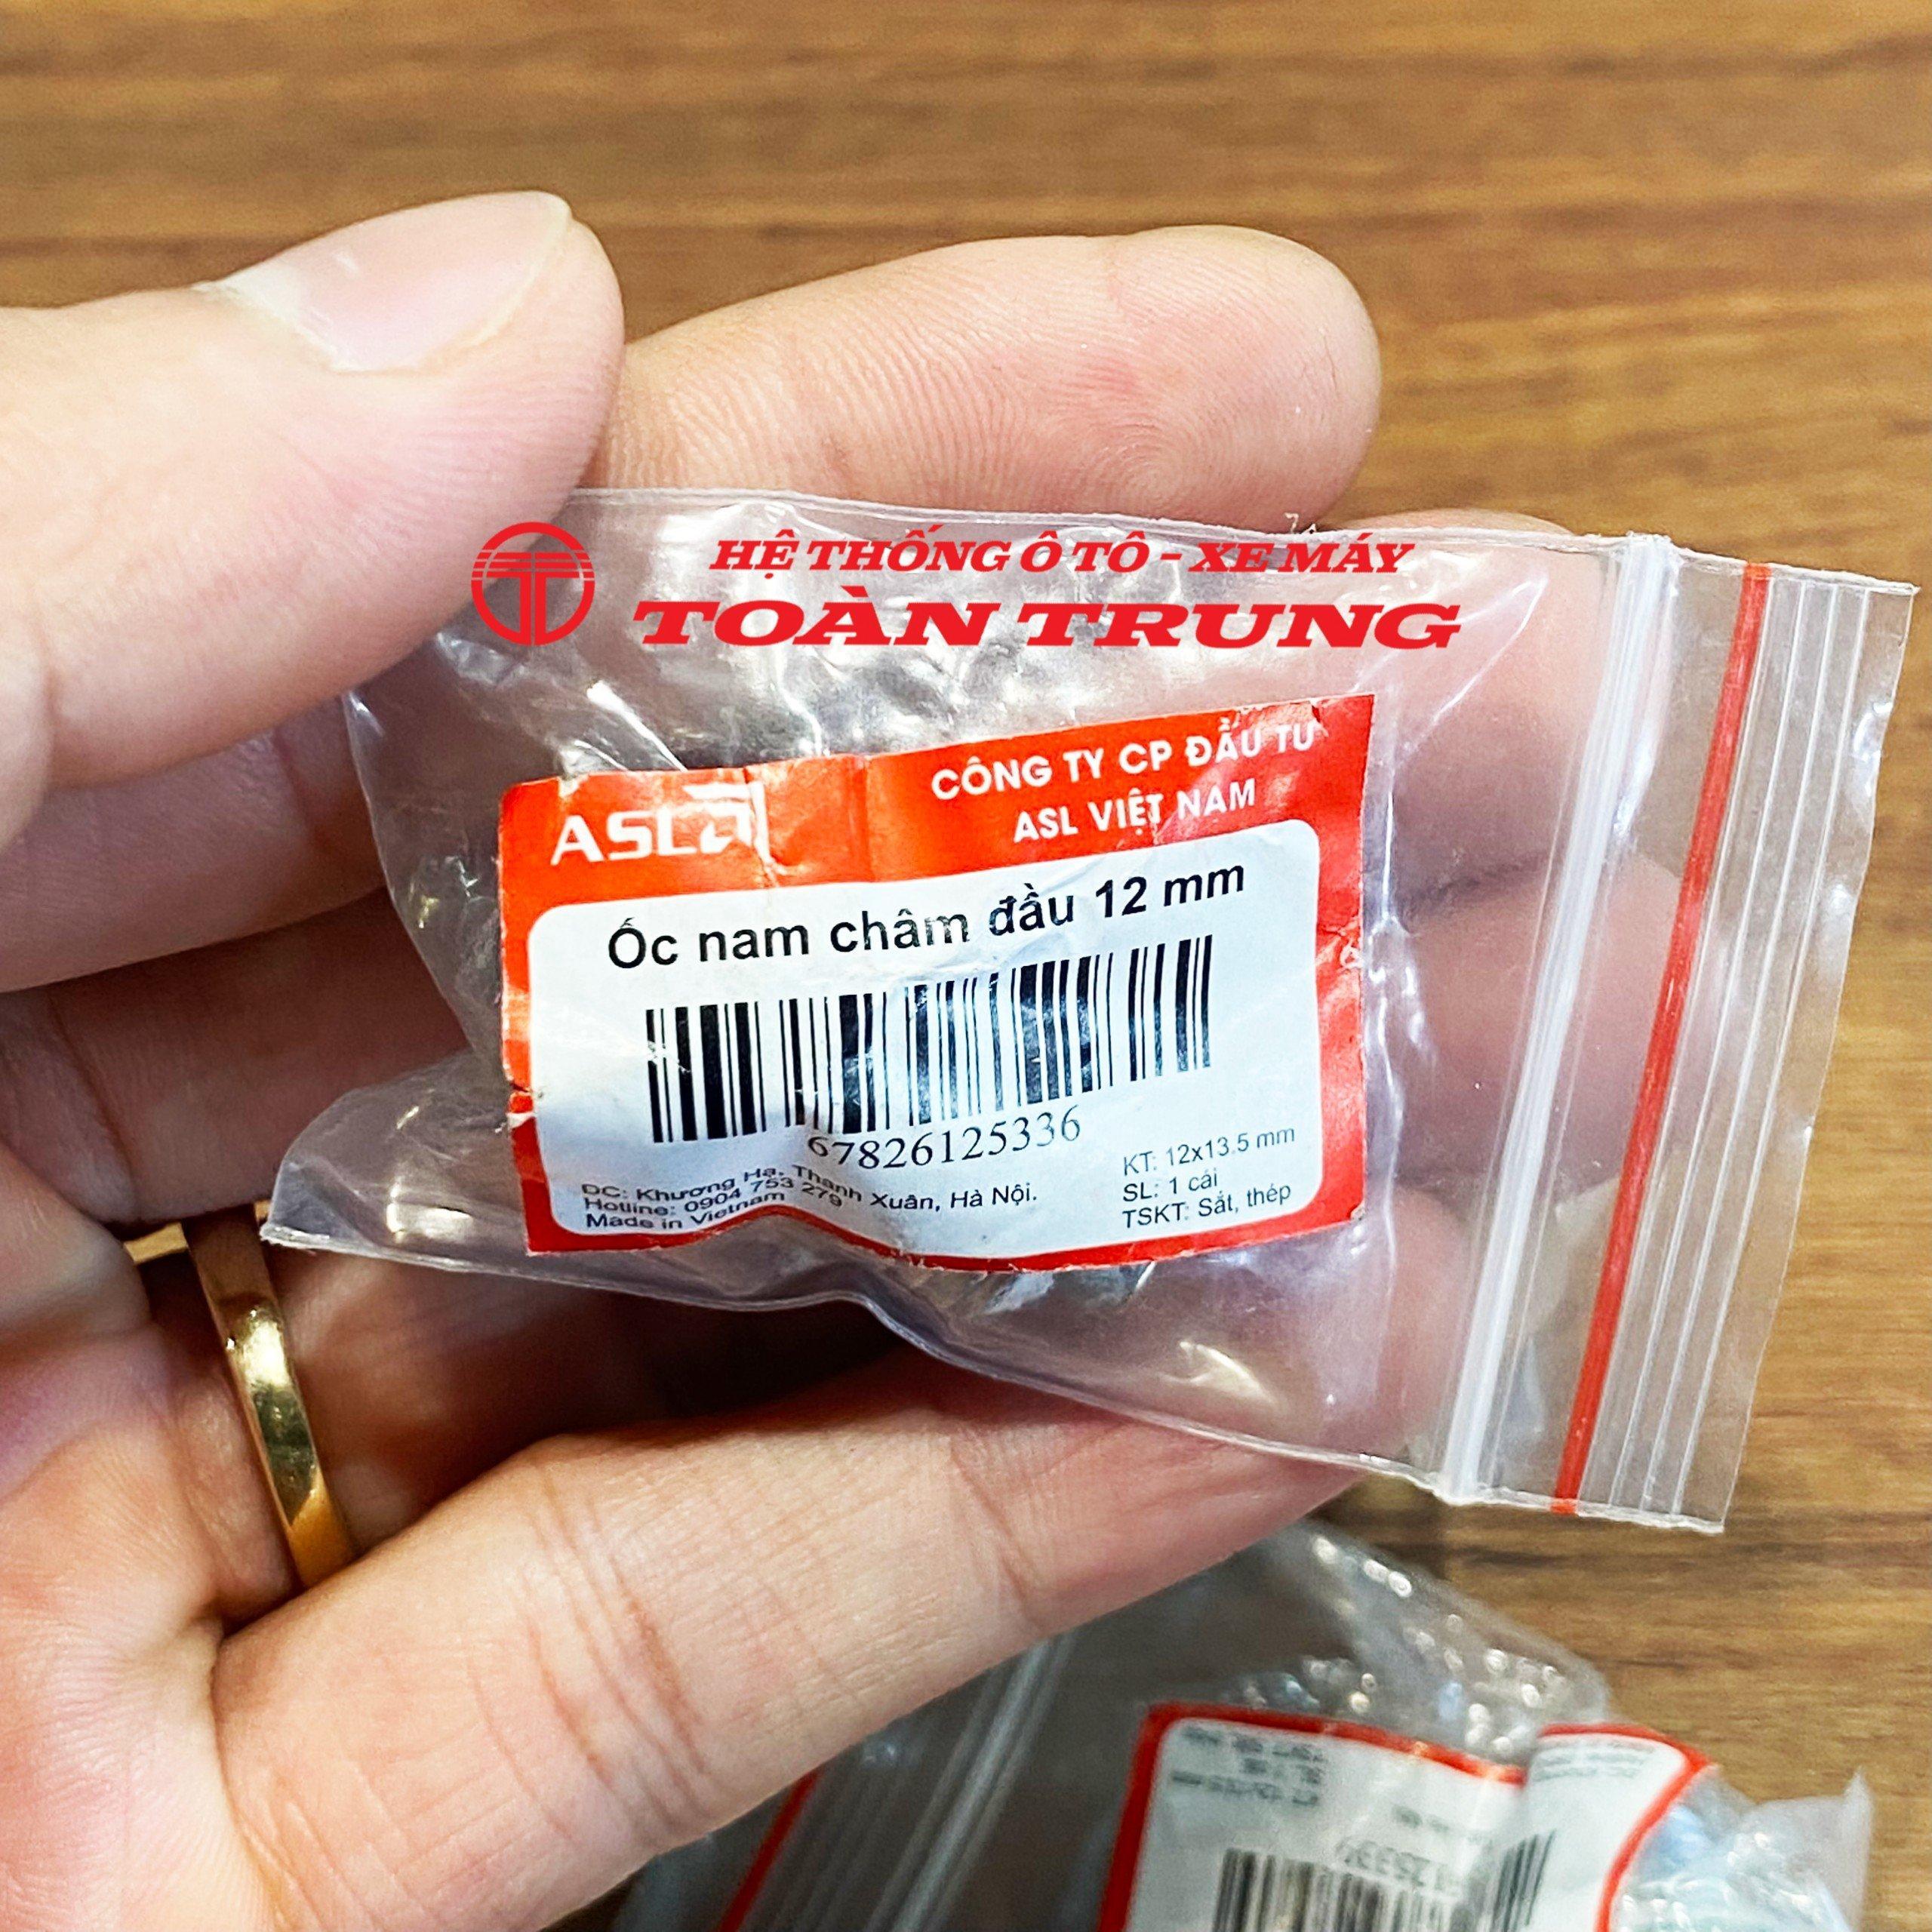 HỆ THỐNG Ô TÔ - XE MÁY
TOÀN TRUNG
ASL
CÔNG TY CP ĐẦU TƯ
ASL VIỆT NAM
Ốc nam châm đầu 12 mm
67826125336
ĐC: Khương Hạ, Thanh Xuân, Hà Nội.
Hotline: 0904 753 279
Made in Vietnam
KT: 12x13.5 mm
SL: 1 cái
TSKT: Sắt, thép